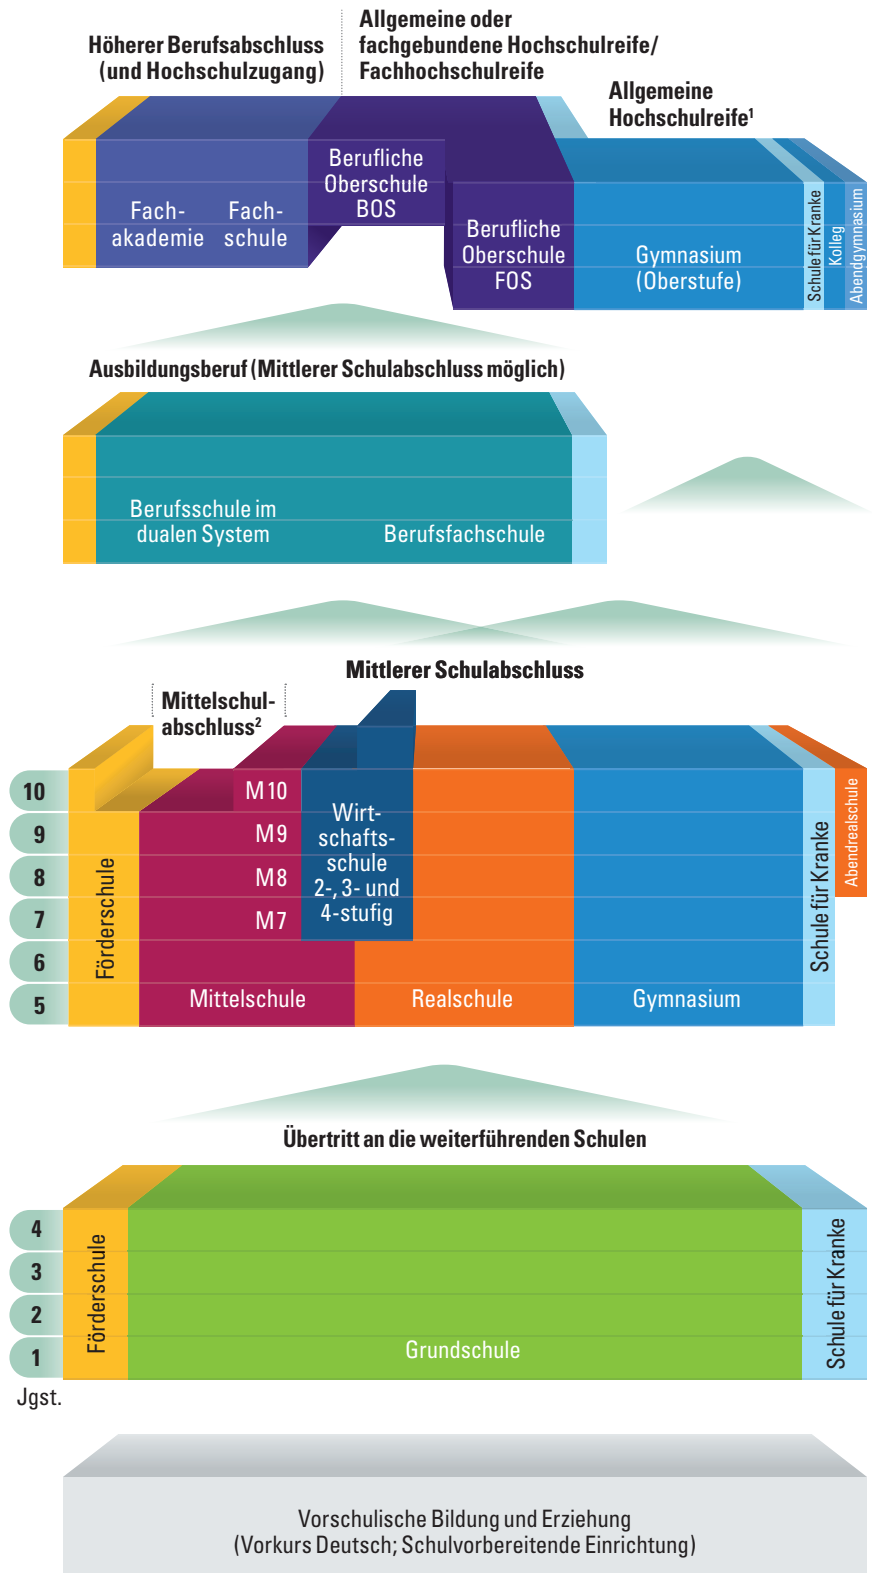 Höherer Berufsabschluss
(und Hochschulzugang)
Allgemeine oder
fachgebundene Hochschulreife/
Fachhochschulreife
Allgemeine
Hochschulreife¹
Fach-
akademie
Fach-
schule
Berufliche
Oberschule
BOS
Berufliche
Oberschule
FOS
Gymnasium
(Oberstufe)
Schule für Kranke
Kolleg
Abendgymnasium
Ausbildungsberuf (Mittlerer Schulabschluss möglich)
Berufsschule im
dualen System
Berufsfachschule
Mittlerer Schulabschluss
Mittelschul-
abschluss²
10
9
8
7
6
5
Förderschule
M10
M9
M8
M7
Mittelschule
Wirt-
schafts-
schule
2-, 3- und
4-stufig
Realschule
Gymnasium
Schule für Kranke
Abendrealschule
Übertritt an die weiterführenden Schulen
4
3
2
1
Jgst.
Förderschule
Grundschule
Schule für Kranke
Vorschulische Bildung und Erziehung
(Vorkurs Deutsch; Schulvorbereitende Einrichtung)